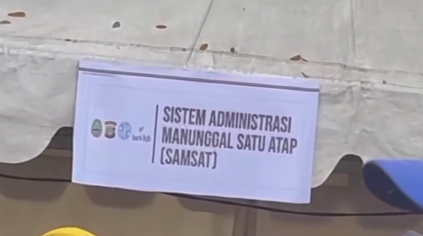 SISTEM ADMINISTRASI
MANUNGGAL SATU ATAP
(SAMSAT)